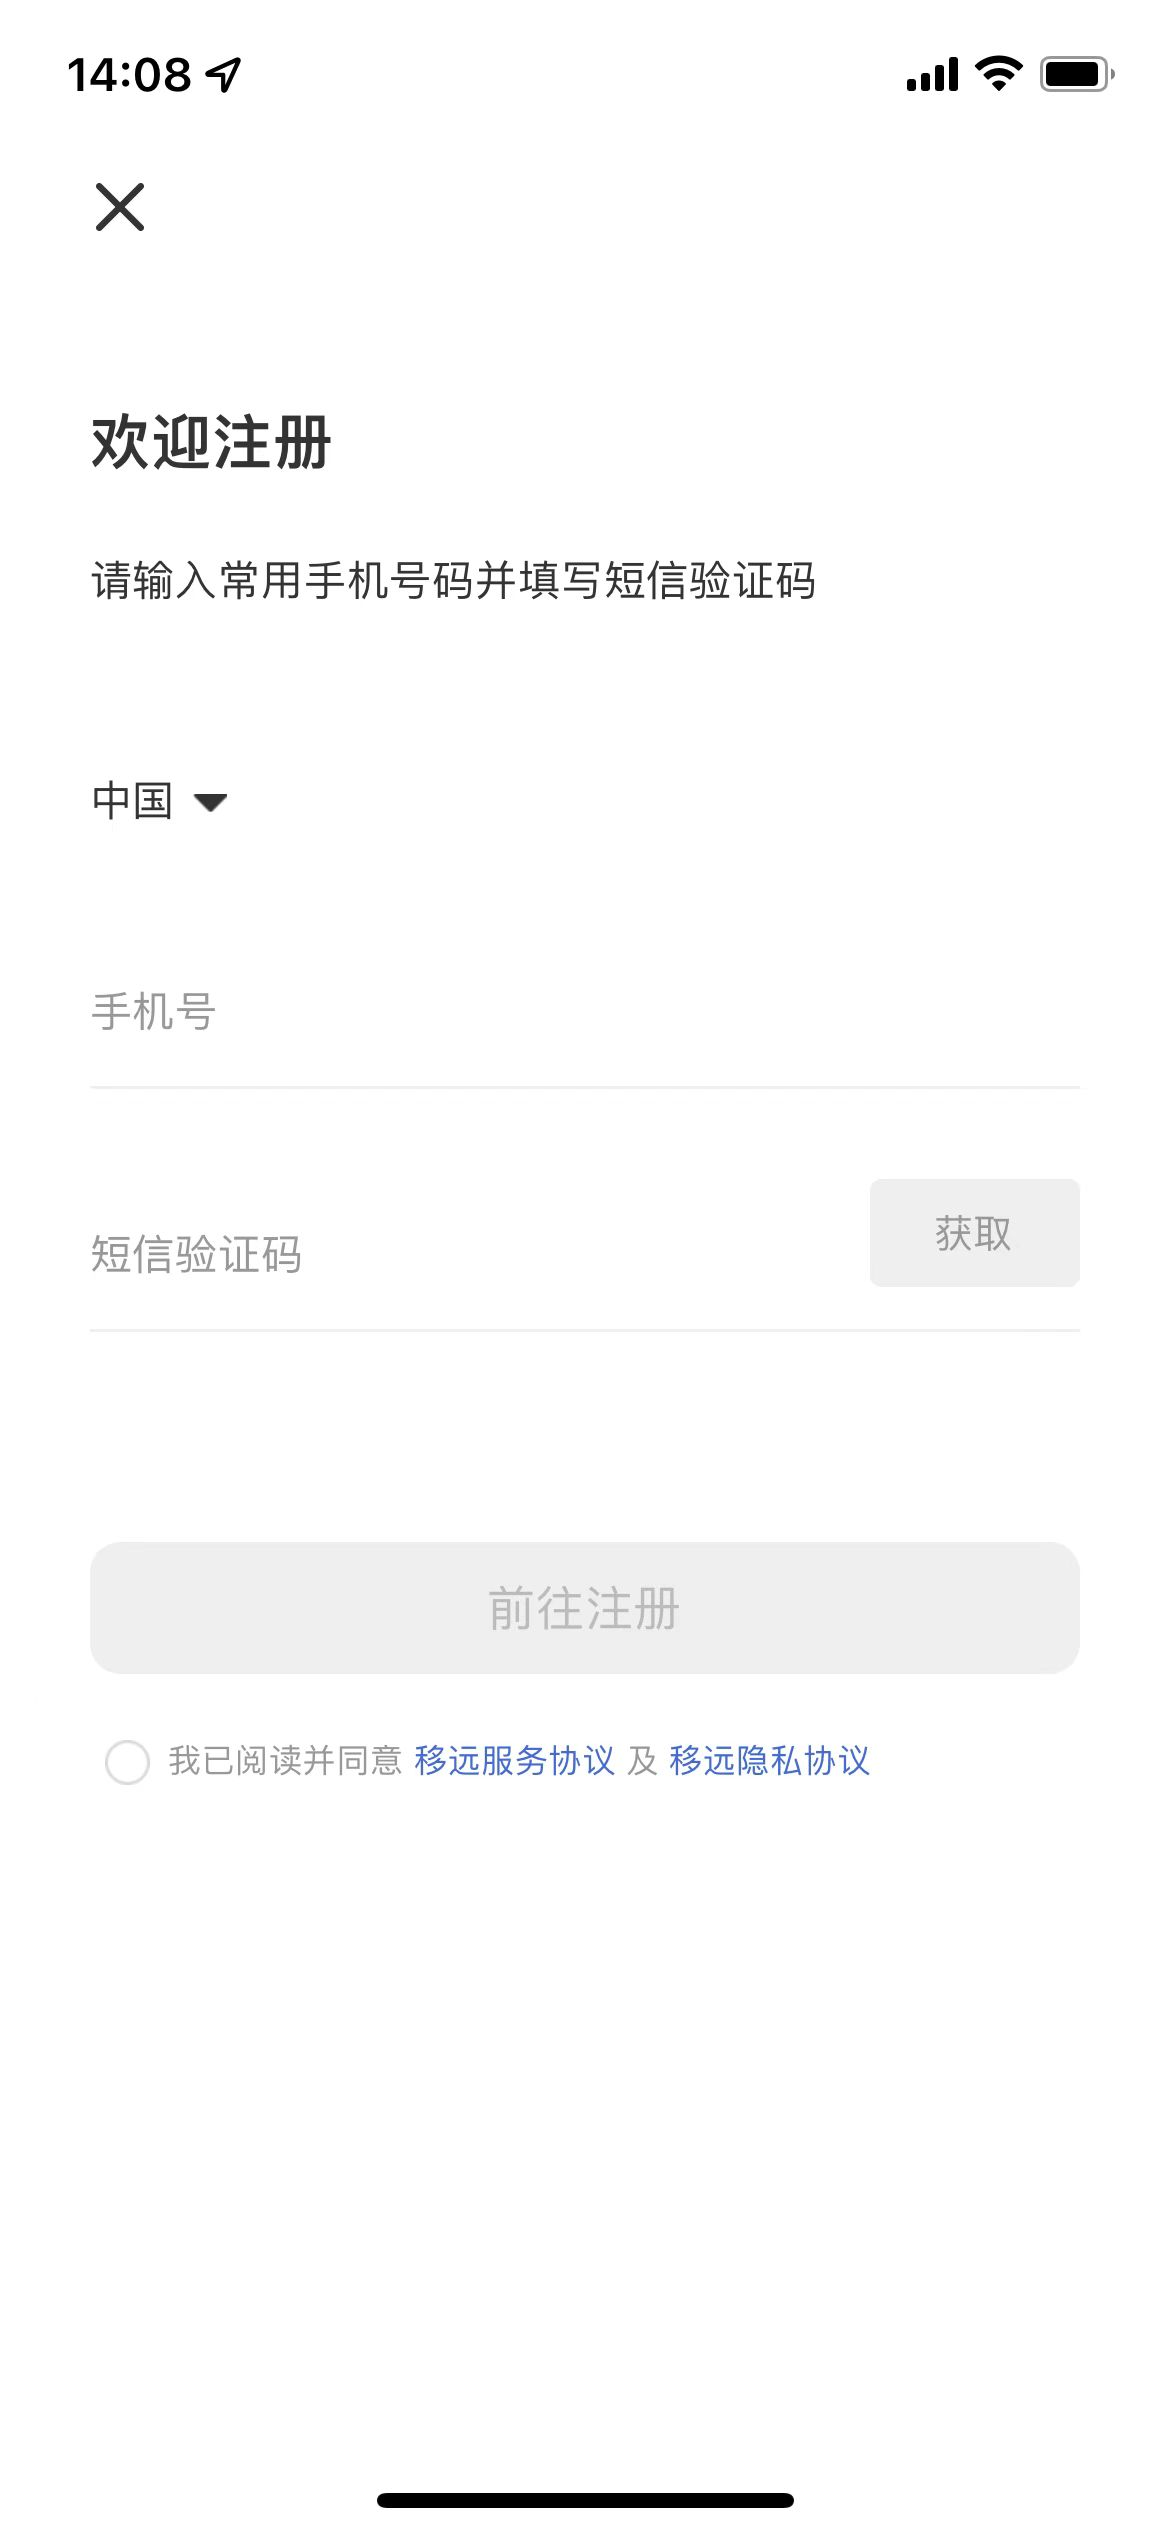 14:08
欢迎注册
请输入常用手机号码并填写短信验证码
中国
手机号
短信验证码
获取
前往注册
我已阅读并同意 移远服务协议 及 移远隐私协议